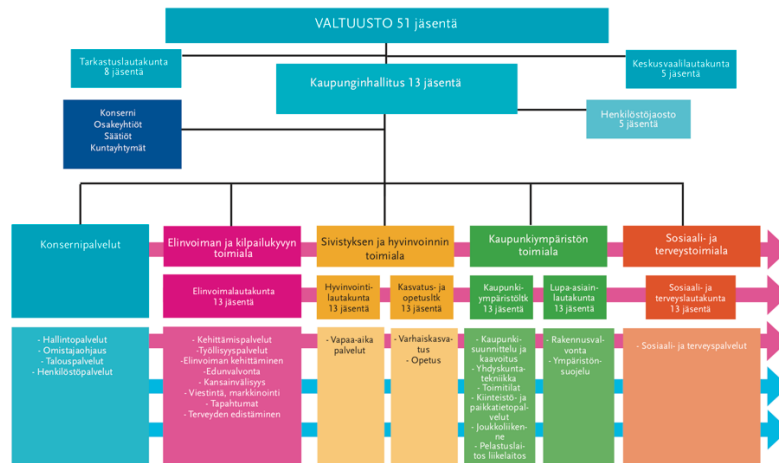 VALTUUSTO 51 jäsentä
Tarkastuslautakunta
8 jäsentä
Keskusvaalilautakunta
5 jäsentä
Kaupunginhallitus 13 jäsentä
Konserni
Osakeyhtiöt
Säätiöt
Kuntayhtymät
Henkilöstöjaosto
5 jäsentä
Konsernipalvelut
Elinvoiman ja kilpailukyvyn
toimiala
Sivistyksen ja hyvinvoinnin
toimiala
Kaupunkiympäristön
toimiala
Sosiaali- ja
terveystoimiala
Elinvoimalautakunta
13 jäsentä
Hyvinvointi-
lautakunta
13 jäsentä
Kasvatus- ja
opetusltk
13 jäsentä
Kaupunki-
ympäristöltk
13 jäsentä
Lupa-asiain-
lautakunta
13 jäsentä
Sosiaali- ja
terveyslautakunta
13 jäsentä
- Hallintopalvelut
- Omistajaohjaus
- Talouspalvelut
- Henkilöstöpalvelut
- Kehittämispalvelut
-Työllisyyspalvelut
-Elinvoiman kehittäminen
-Edunvalvonta
- Kansainvälisyys
- Viestintä, markkinointi
- Tapahtumat
- Terveyden edistäminen
- Vapaa-aika
palvelut
- Varhaiskasva-
tus
- Opetus
- Kaupunki-
suunnittelu ja
kaavoitus
- Yhdyskunta-
tekniikka
- Toimitilat
- Kiinteistö- ja
paikkatietopal-
velut
- Joukkoliiken-
ne
- Pelastuslai-
tos liikelaitos
- Rakennusval-
vonta
- Ympäristön-
suojelu
- Sosiaali- ja terveyspalvelut